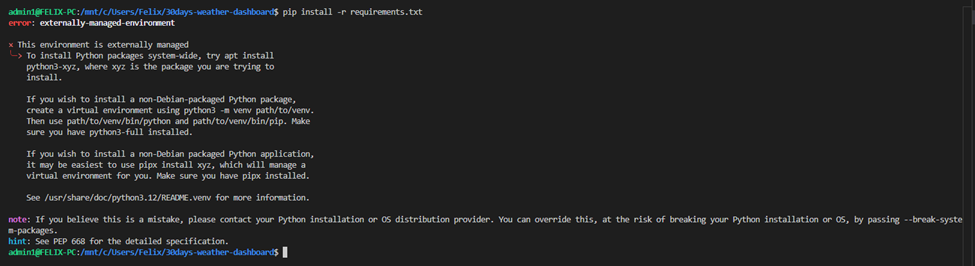 admin1@FELIX-PC:/mnt/c/Users/Felix/30days-weather-dashboard$ pip install -r requirements.txt
error: externally-managed-environment
× This environment is externally managed
╰─> To install Python packages system-wide, try apt install
python3-xyz, where xyz is the package you are trying to
install.
If you wish to install a non-Debian-packaged Python package,
create a virtual environment using python3 -m venv path/to/venv.
Then use path/to/venv/bin/python and path/to/venv/bin/pip. Make
sure you have python3-full installed.
If you wish to install a non-Debian packaged Python application,
it may be easiest to use pipx install xyz, which will manage a
virtual environment for you. Make sure you have pipx installed.
See /usr/share/doc/python3.12/README.venv for more information.
note: If you believe this is a mistake, please contact your Python installation or OS distribution provider. You can override this, at the risk of breaking your Python installation or OS, by passing --break-syste
m-packages.
hint: See PEP 668 for the detailed specification.
admin1@FELIX-PC:/mnt/c/Users/Felix/30days-weather-dashboard$